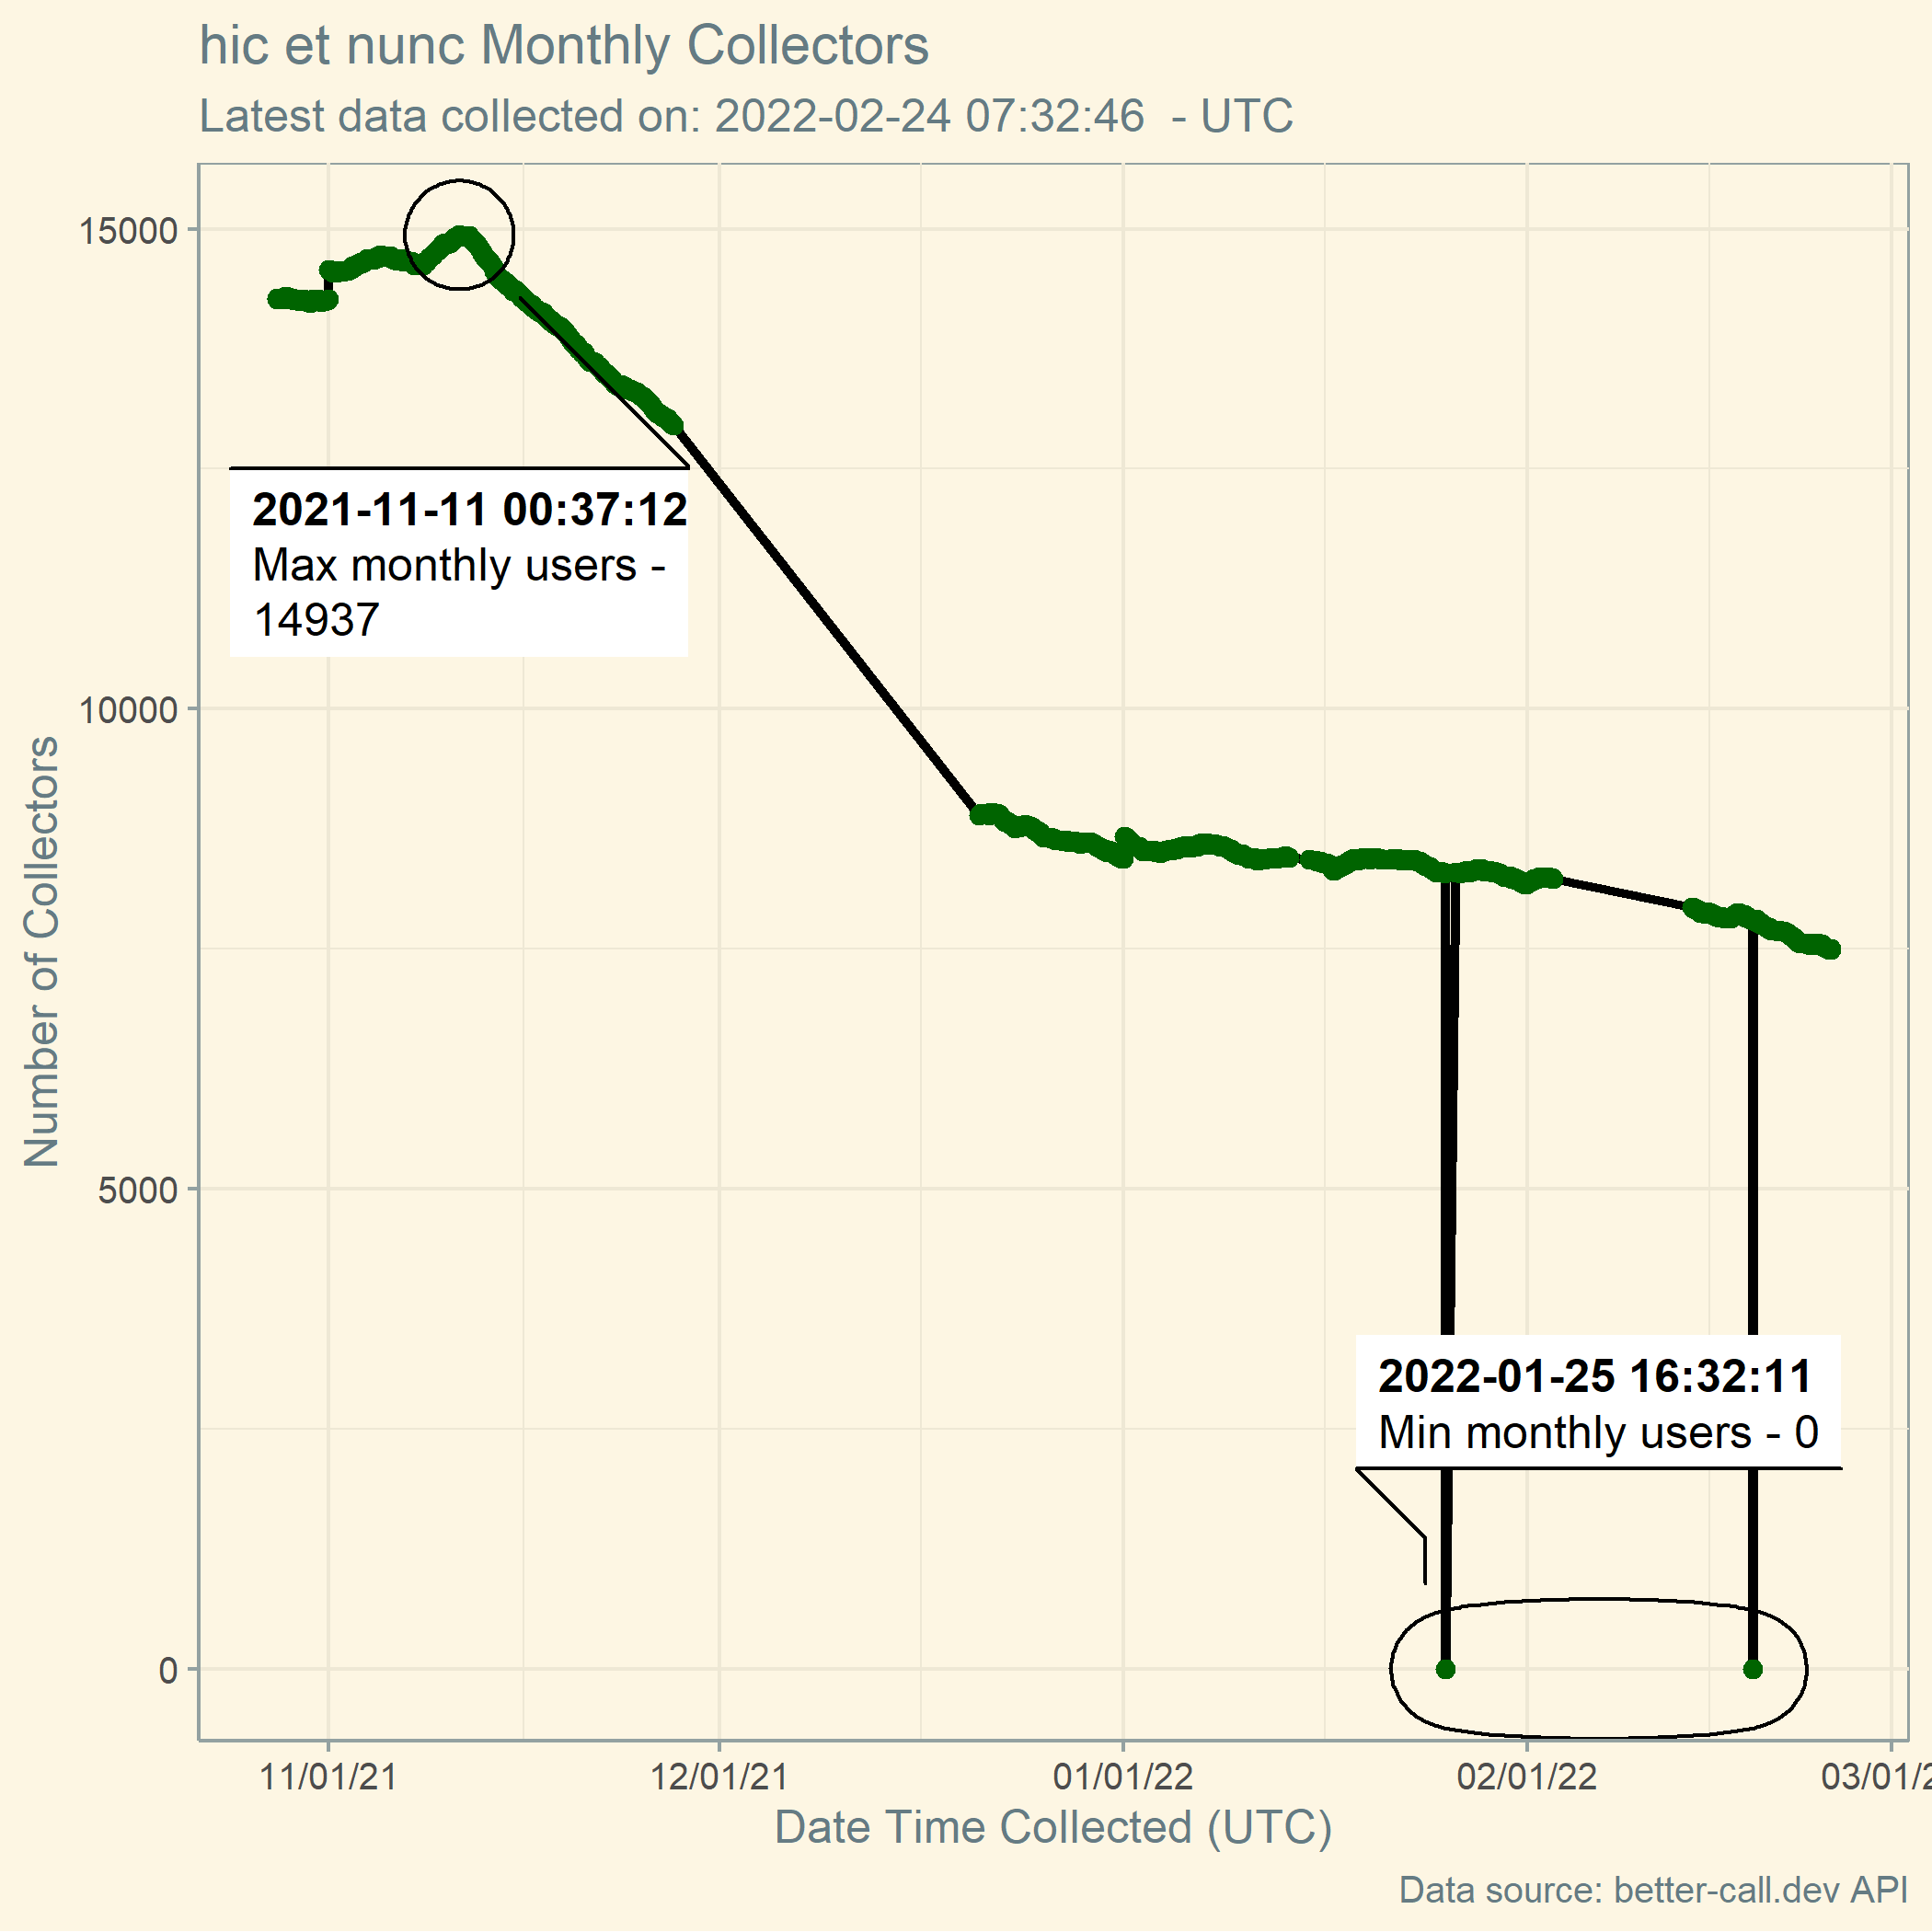 hic et nunc Monthly Collectors
Latest data collected on: 2022-02-24 07:32:46  - UTC
15000
10000
5000
0
Number of Collectors
2021-11-11 00:37:12
Max monthly users -
14937
2022-01-25 16:32:11
Min monthly users - 0
11/01/21
12/01/21
01/01/22
02/01/22
03/01/2
Date Time Collected (UTC)
Data source: better-call.dev API